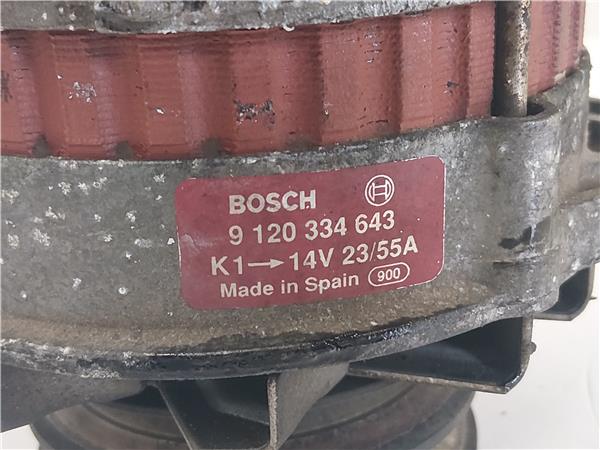 BOSCH
9 120 334 643
K1→14V 23/55A
Made in Spain 900